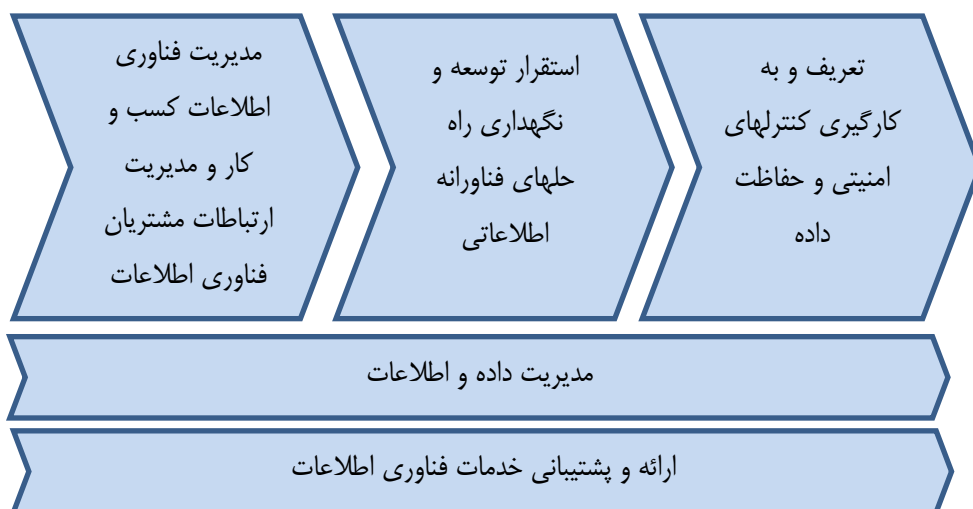 مدیریت فناوری
اطلاعات کسب و
کار و مدیریت
ارتباطات مشتریان
فناوری اطلاعات
استقرار توسعه و
نگهداری راه
حلهای فناورانه
اطلاعاتی
تعریف و به
کارگیری کنترلهای
امنیتی و حفاظت
داده
مدیریت داده و اطلاعات
ارائه و پشتیبانی خدمات فناوری اطلاعات